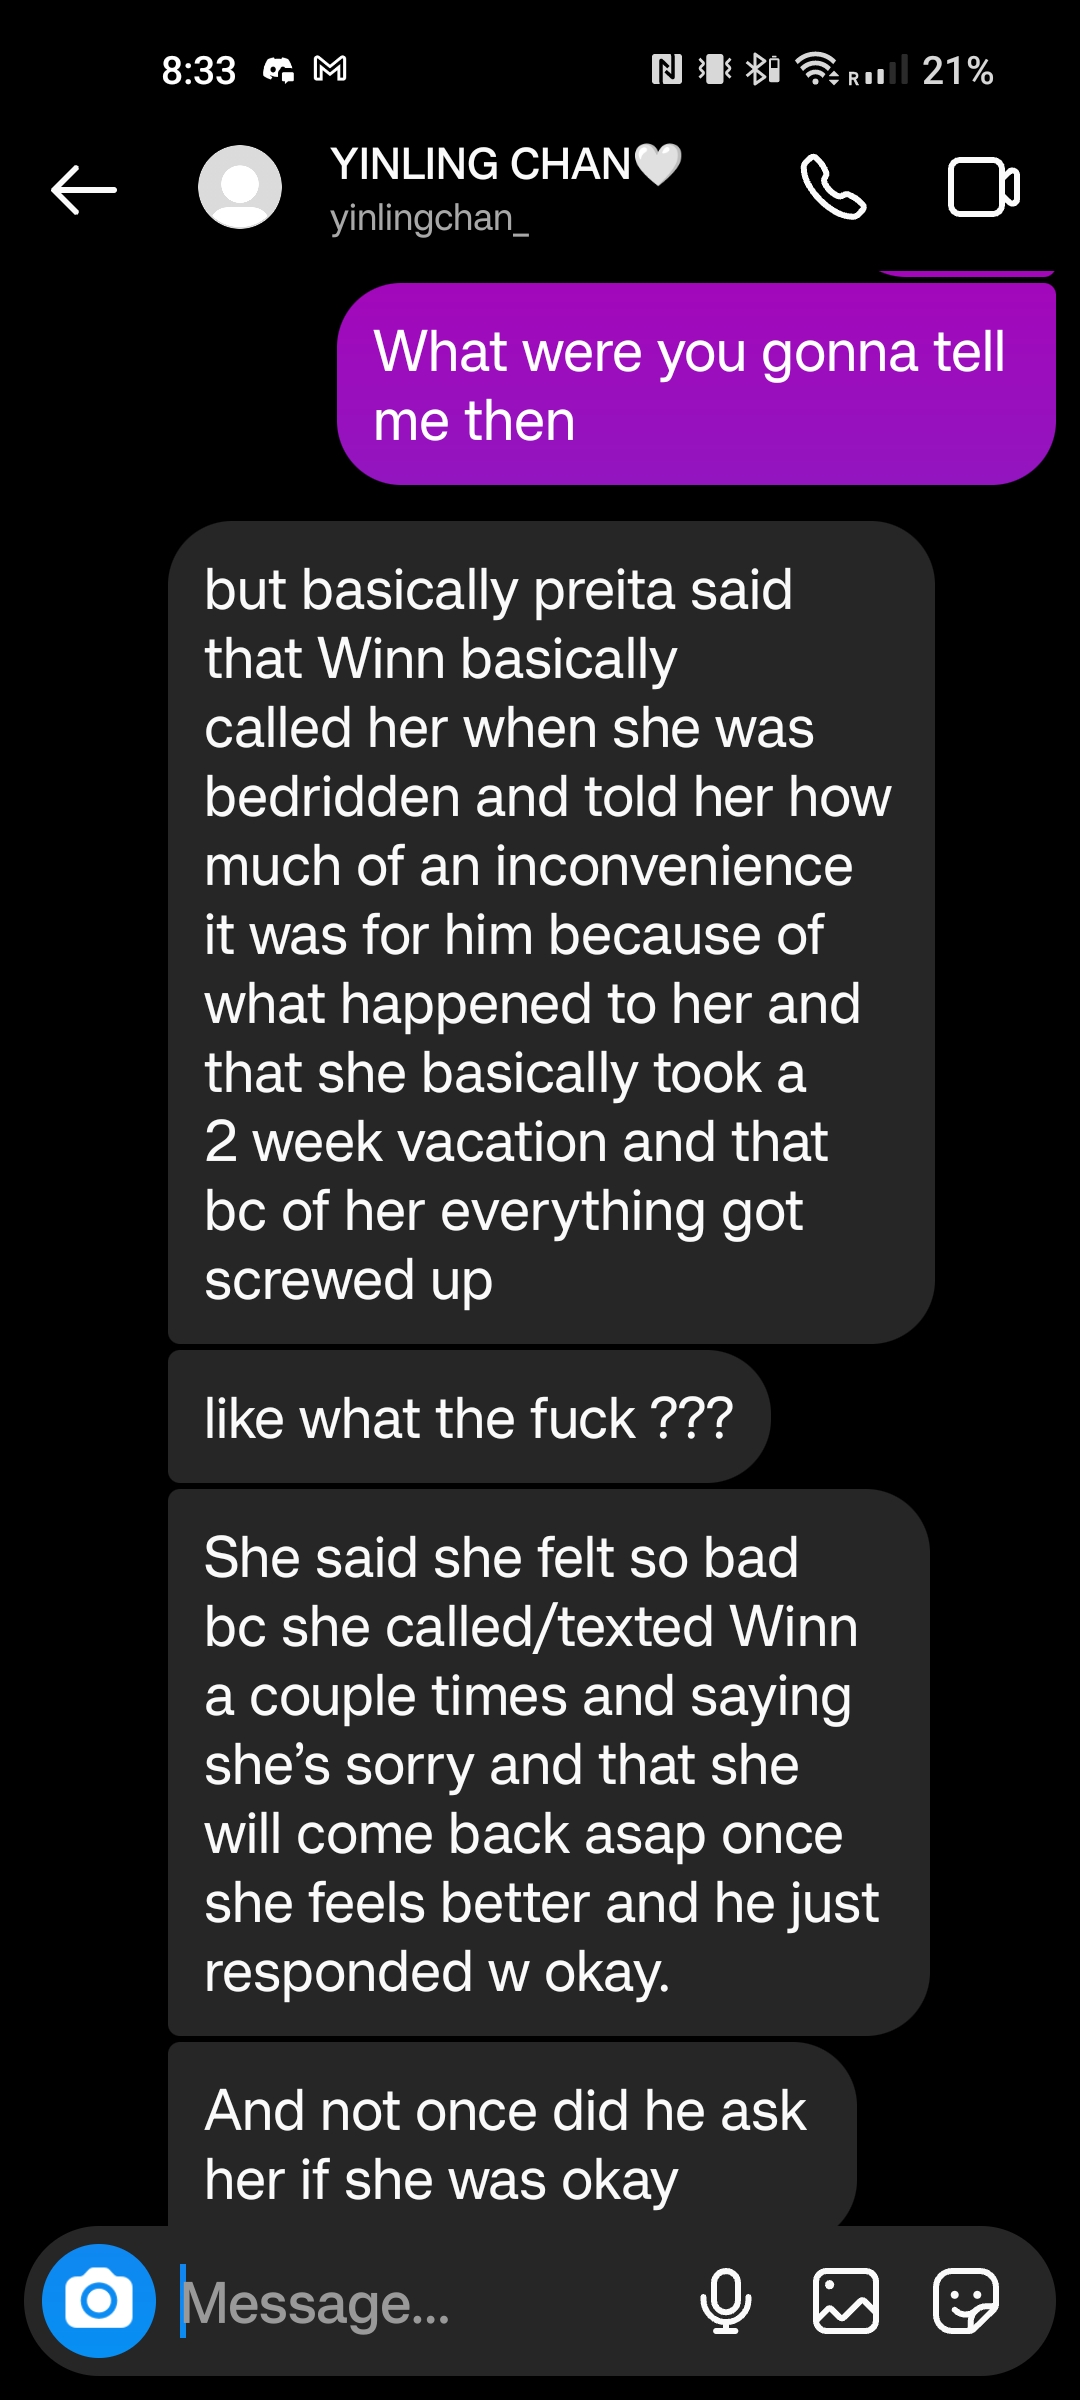 8:33 21%
YINLING CHAN🤍
yinlingchan_
What were you gonna tell
me then
but basically preita said
that Winn basically
called her when she was
bedridden and told her how
much of an inconvenience
it was for him because of
what happened to her and
that she basically took a
2 week vacation and that
bc of her everything got
screwed up
like what the fuck ???
She said she felt so bad
bc she called/texted Winn
a couple times and saying
she’s sorry and that she
will come back asap once
she feels better and he just
responded w okay.
And not once did he ask
her if she was okay
Message...